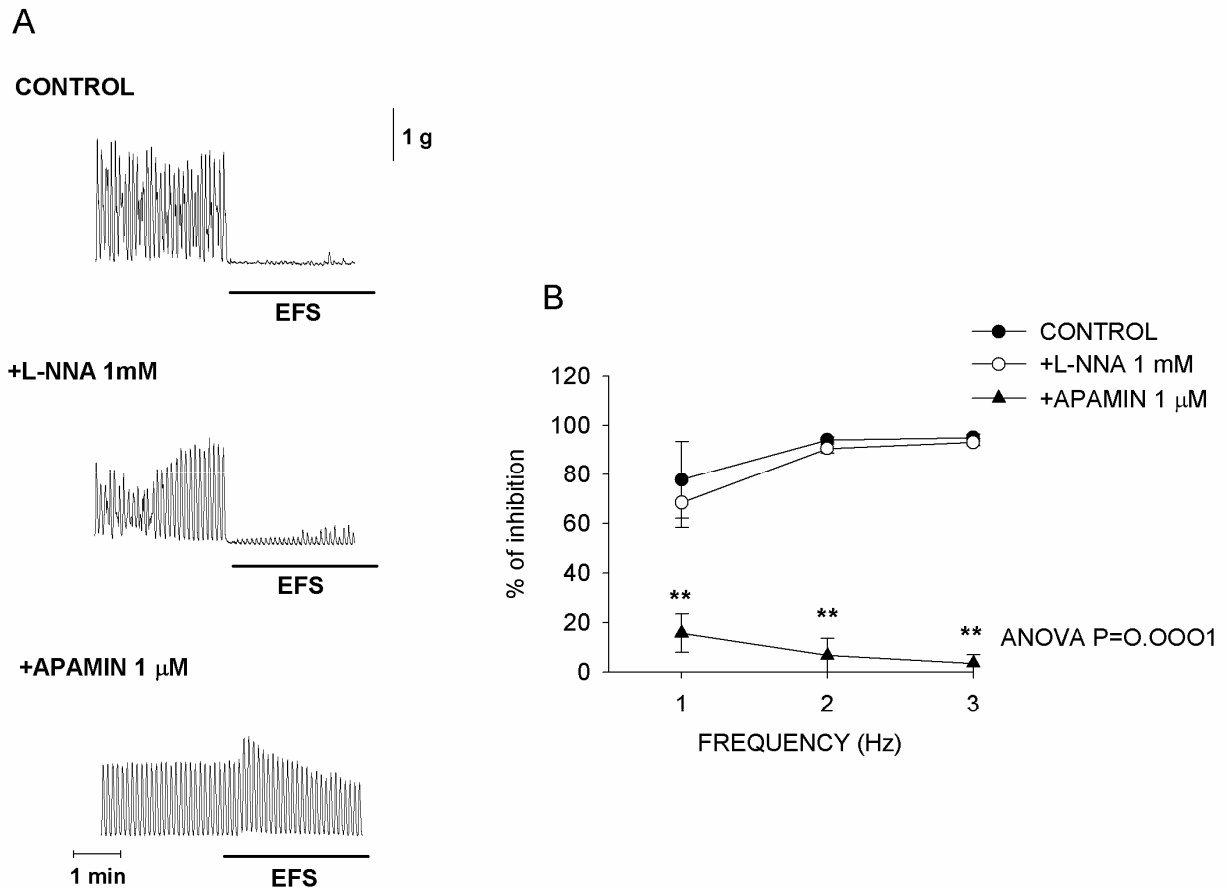 A
CONTROL
1 g
EFS
+L-NNA 1mM
EFS
+APAMIN 1 μM
1 min
EFS
B
CONTROL
+L-NNA 1 mM
+APAMIN 1 μM
120
100
80
60
40
20
0
% of inhibition
**
**
**
ANOVA P=O.OOO1
1 2 3
FREQUENCY (Hz)